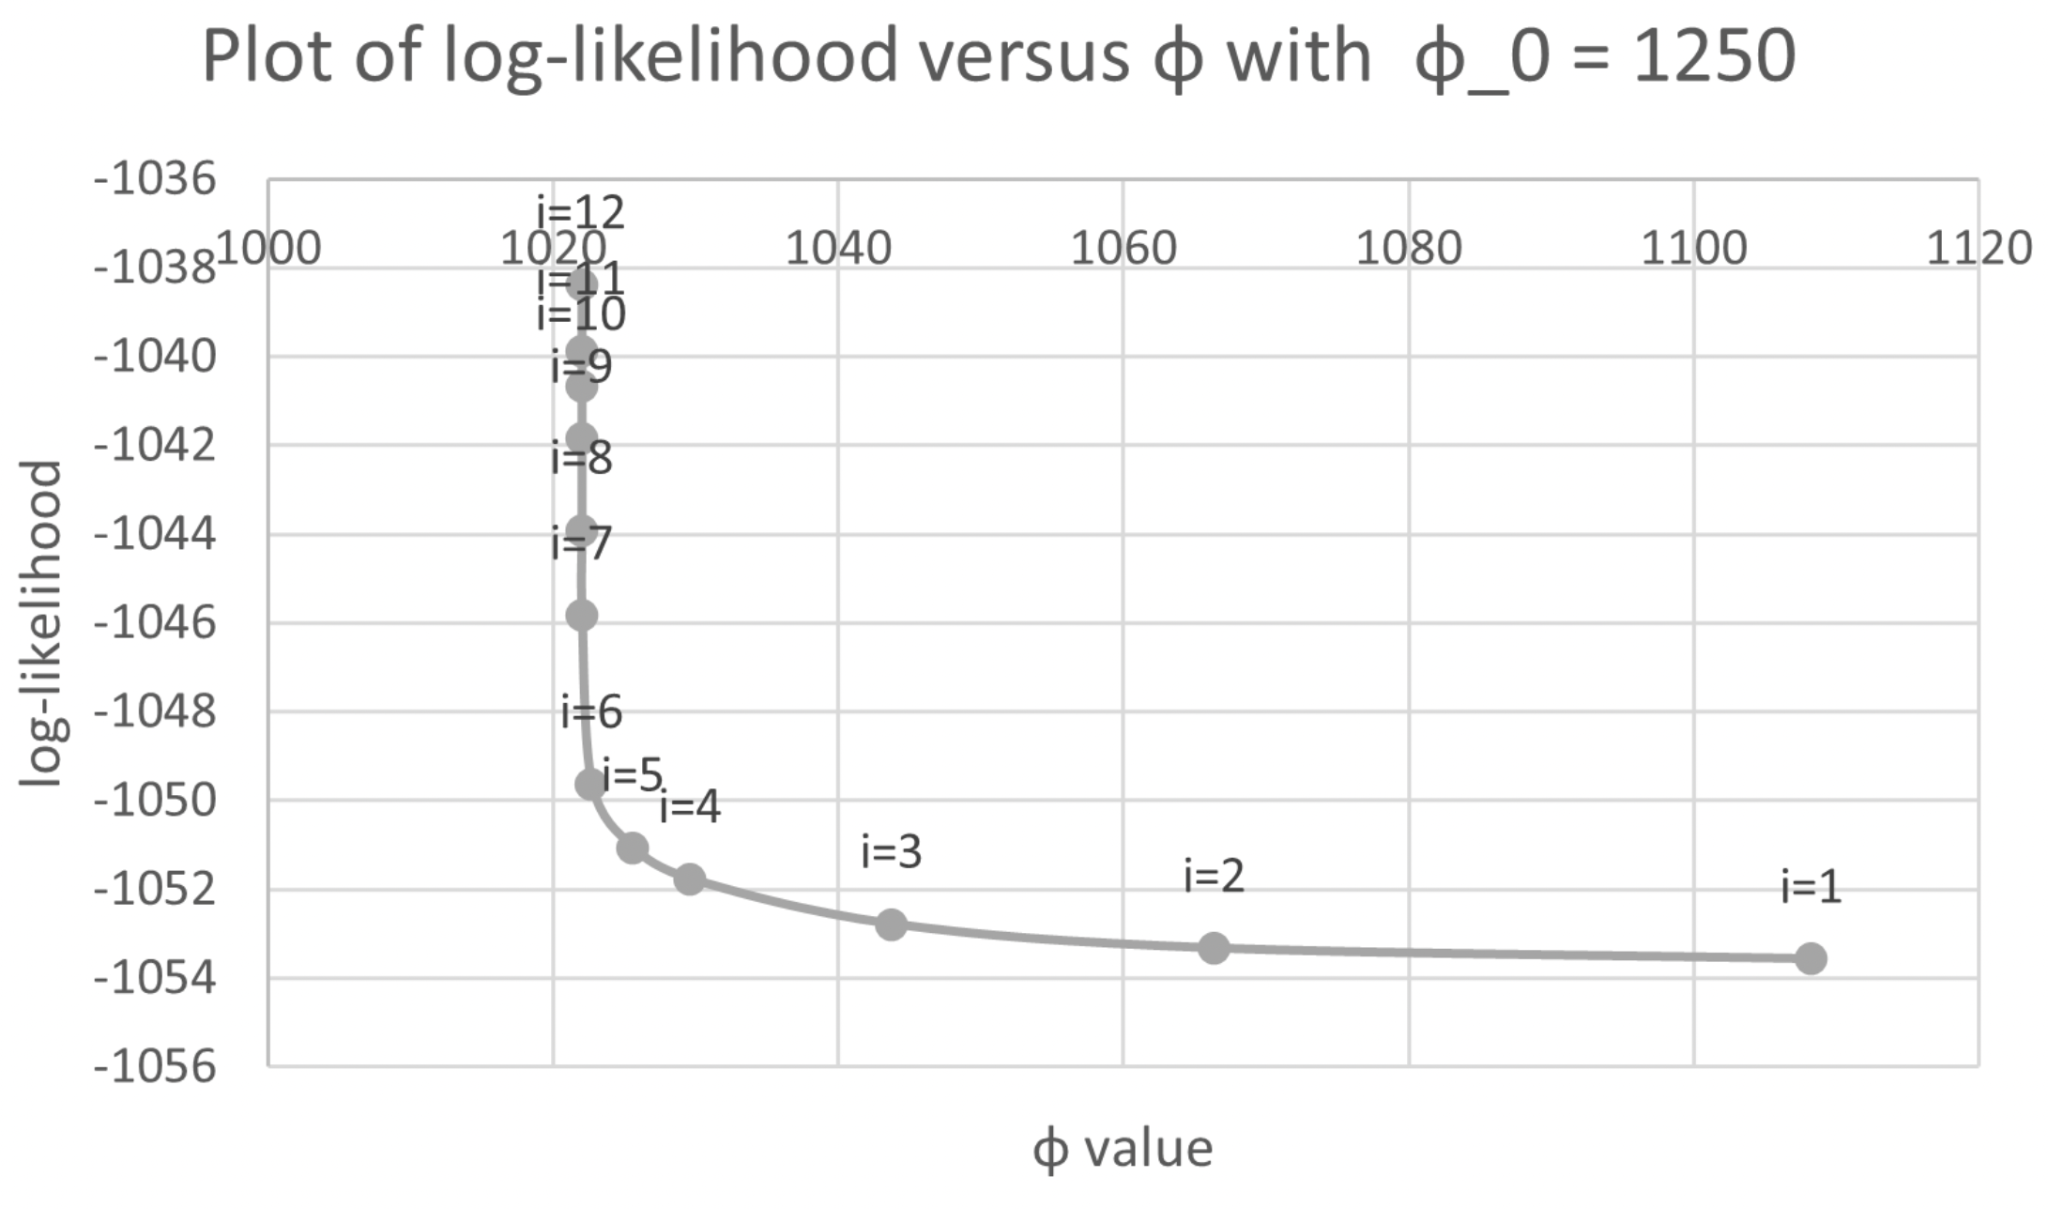 Plot of log-likelihood versus ϕ with ϕ_0 = 1250
-1036
i=12
1000 1020 1040 1060 1080 1100 1120
-1038
i=11
i=10
-1040
i=9
-1042
i=8
-1044
i=7
-1046
-1048
i=6
i=5
-1050
i=4
i=3
i=2
-1052
i=1
-1054
-1056
log-likelihood
ϕ value